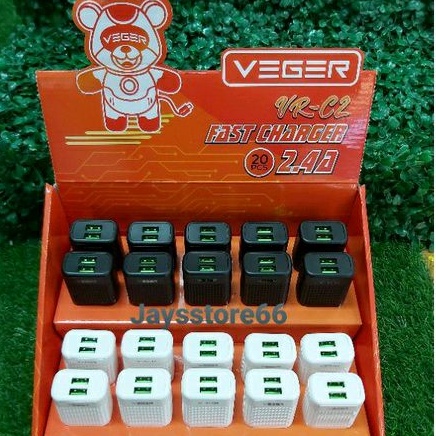 VEGER
VEGER
VR-C2
FAST CHARGER
20 PCS 2.4A
Jaysstore66